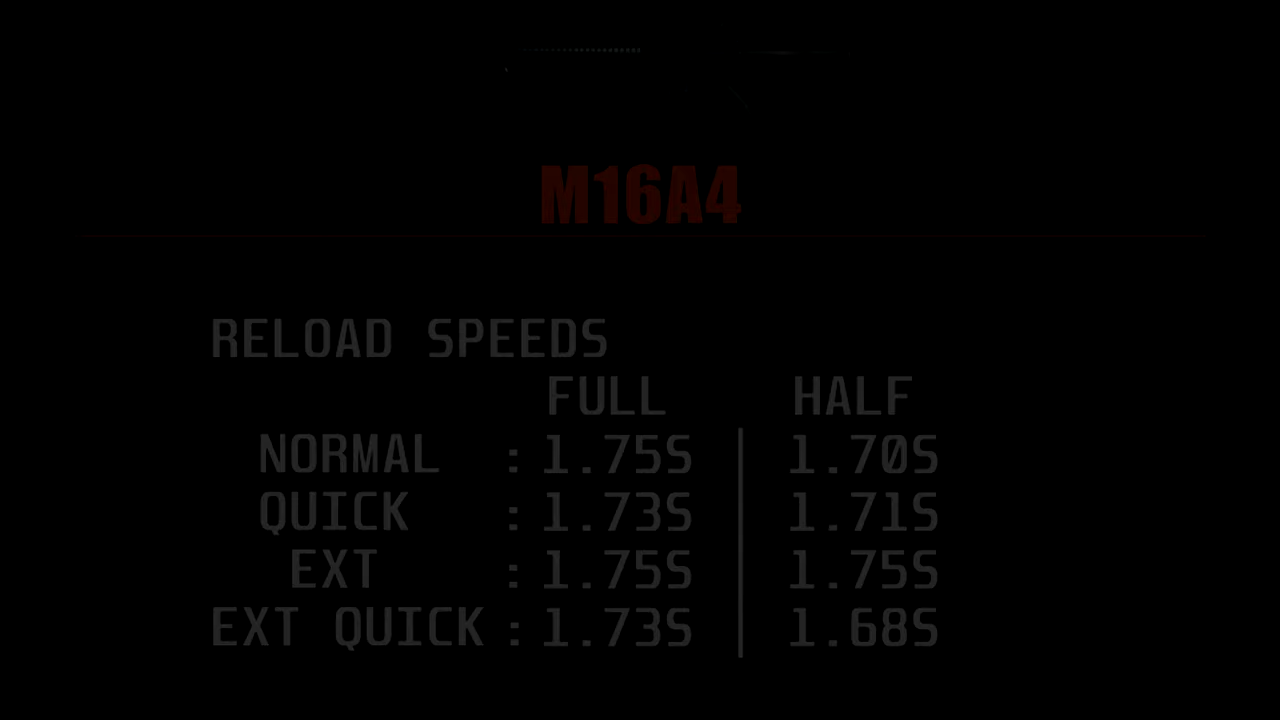 M16A4
RELOAD SPEEDS
FULL HALF
NORMAL : 1.75S | 1.70S
QUICK : 1.73S | 1.71S
EXT : 1.75S | 1.75S
EXT QUICK : 1.73S | 1.68S